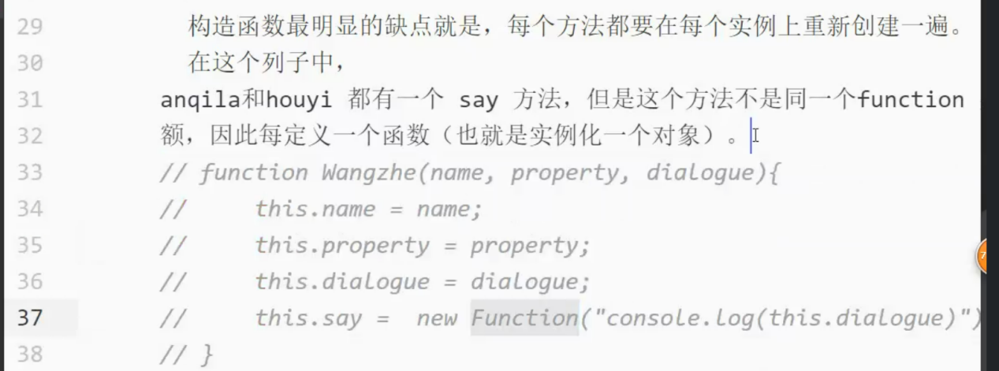 29 构造函数最明显的缺点就是，每个方法都要在每个实例上重新创建一遍。
30 在这个列子中，
31 anqila和houyi 都有一个 say 方法，但是这个方法不是同一个function
32 额，因此每定义一个函数（也就是实例化一个对象）。
33 // function Wangzhe(name, property, dialogue){
34 //     this.name = name;
35 //     this.property = property;
36 //     this.dialogue = dialogue;
37 //     this.say =  new Function("console.log(this.dialogue)")
38 // }
7